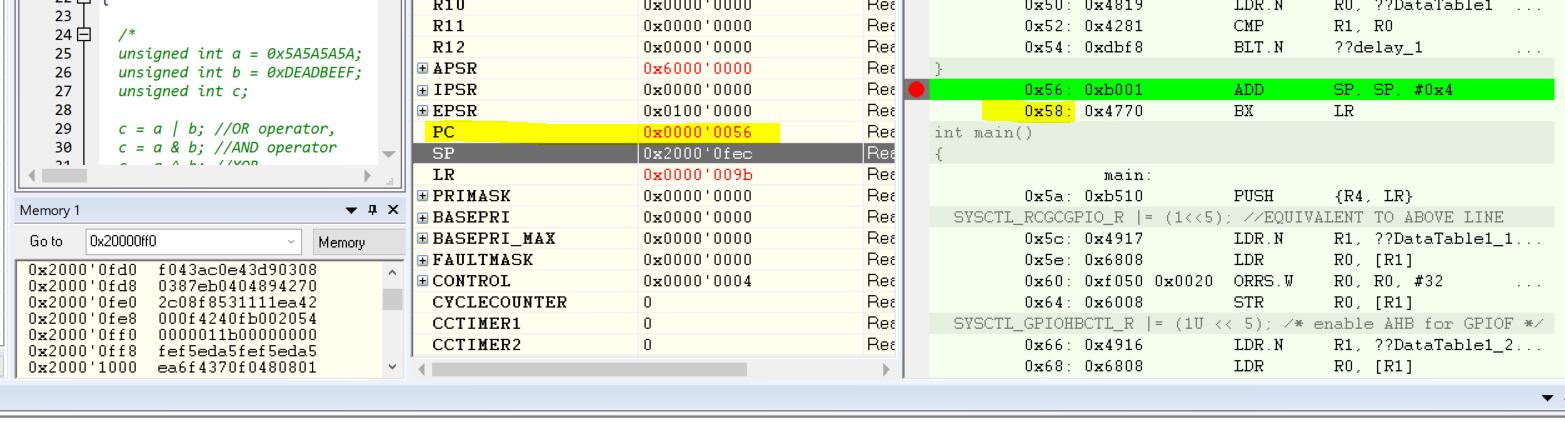 23
24 /*
25 unsigned int a = 0x5A5A5A5A;
26 unsigned int b = 0xDEADBEEF;
27 unsigned int c;
28
29 c = a | b; //OR operator,
30 c = a & b; //AND operator
Memory 1
Go to 0x20000ff0 Memory
0x2000'0fd0 f043ac0e43d90308
0x2000'0fd8 0387eb0404894270
0x2000'0fe0 2c08f8531111ea42
0x2000'0fe8 000f4240fb002054
0x2000'0ff0 0000011b00000000
0x2000'0ff8 fef5eda5fef5eda5
0x2000'1000 ea6f4370f0480801
R10 0x0000'0000 Rea
R11 0x0000'0000 Rea
R12 0x0000'0000 Rea
APSR 0x6000'0000 Rea
IPSR 0x0000'0000 Rea
EPSR 0x0100'0000 Rea
PC 0x0000'0056 Rea
SP 0x2000'0fec Rea
LR 0x0000'009b Rea
PRIMASK 0x0000'0000 Rea
BASEPRI 0x0000'0000 Rea
BASEPRI_MAX 0x0000'0000 Rea
FAULTMASK 0x0000'0000 Rea
CONTROL 0x0000'0004 Rea
CYCLECOUNTER 0 Rea
CCTIMER1 0 Rea
CCTIMER2 0 Rea
0x50: 0x4819 LDR.N R0, ??DataTable1 ...
0x52: 0x4281 CMP R1, R0
0x54: 0xdbf8 BLT.N ??delay_1 ...
}
0x56: 0xb001 ADD SP, SP, #0x4
0x58: 0x4770 BX LR
int main()
{
main:
0x5a: 0xb510 PUSH {R4, LR}
SYSCTL_RCGCGPIO_R |= (1<<5); //EQUIVALENT TO ABOVE LINE
0x5c: 0x4917 LDR.N R1, ??DataTable1_1...
0x5e: 0x6808 LDR R0, [R1]
0x60: 0xf050 0x0020 ORRS.W R0, R0, #32 ...
0x64: 0x6008 STR R0, [R1]
SYSCTL_GPIOHBCTL_R |= (1U << 5); /* enable AHB for GPIOF */
0x66: 0x4916 LDR.N R1, ??DataTable1_2...
0x68: 0x6808 LDR R0, [R1]